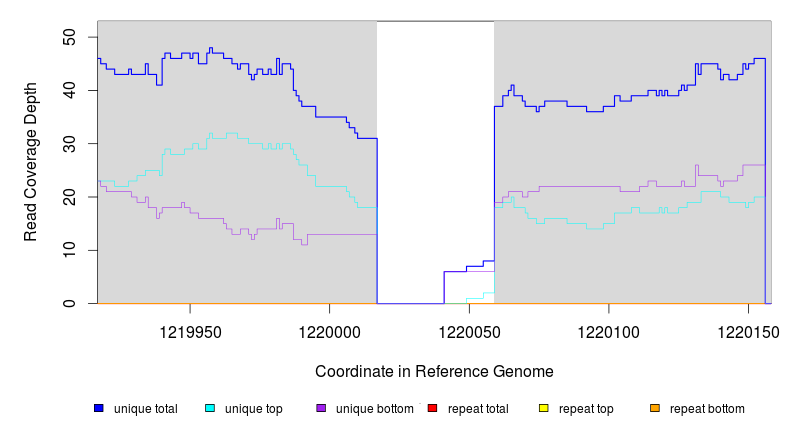 Read Coverage Depth
50
40
30
20
10
0
1219950 1220000 1220050 1220100 1220150
Coordinate in Reference Genome
unique total unique top unique bottom repeat total repeat top repeat bottom